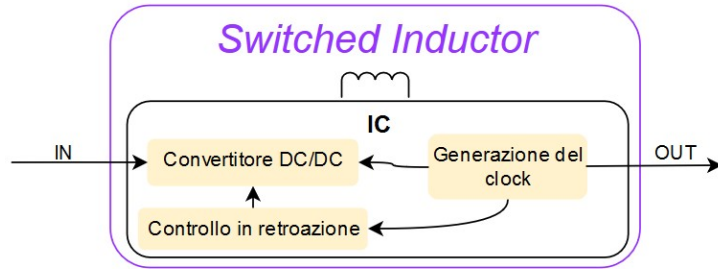 Switched Inductor
IC
IN
Convertitore DC/DC
Generazione del
clock
OUT
Controllo in retroazione